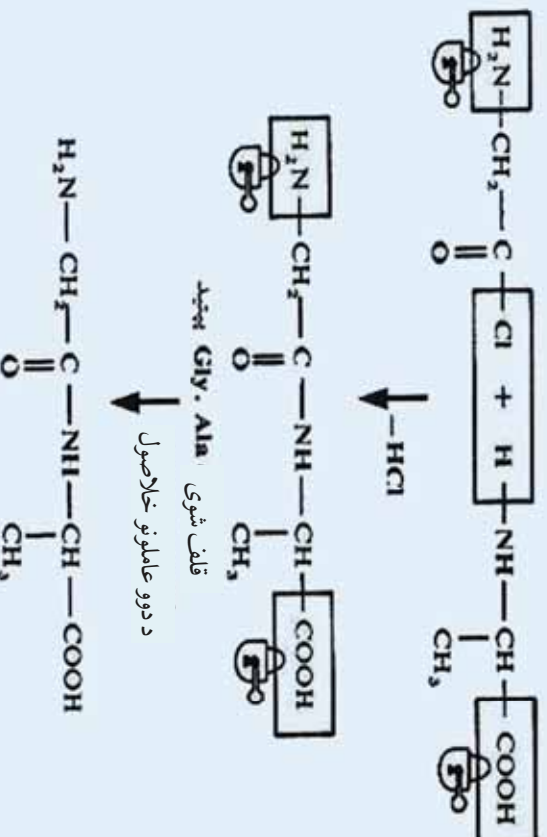 H₂N—CH₂—C—Cl + H—NH—CH—COOH
O CH₃
—HCl
H₂N—CH₂—C—NH—CH—COOH
O CH₃
قلف شوی Gly. Ala پپتید
د دوو عاملونو خلاصول
H₂N—CH₂—C—NH—CH—COOH
O CH₃